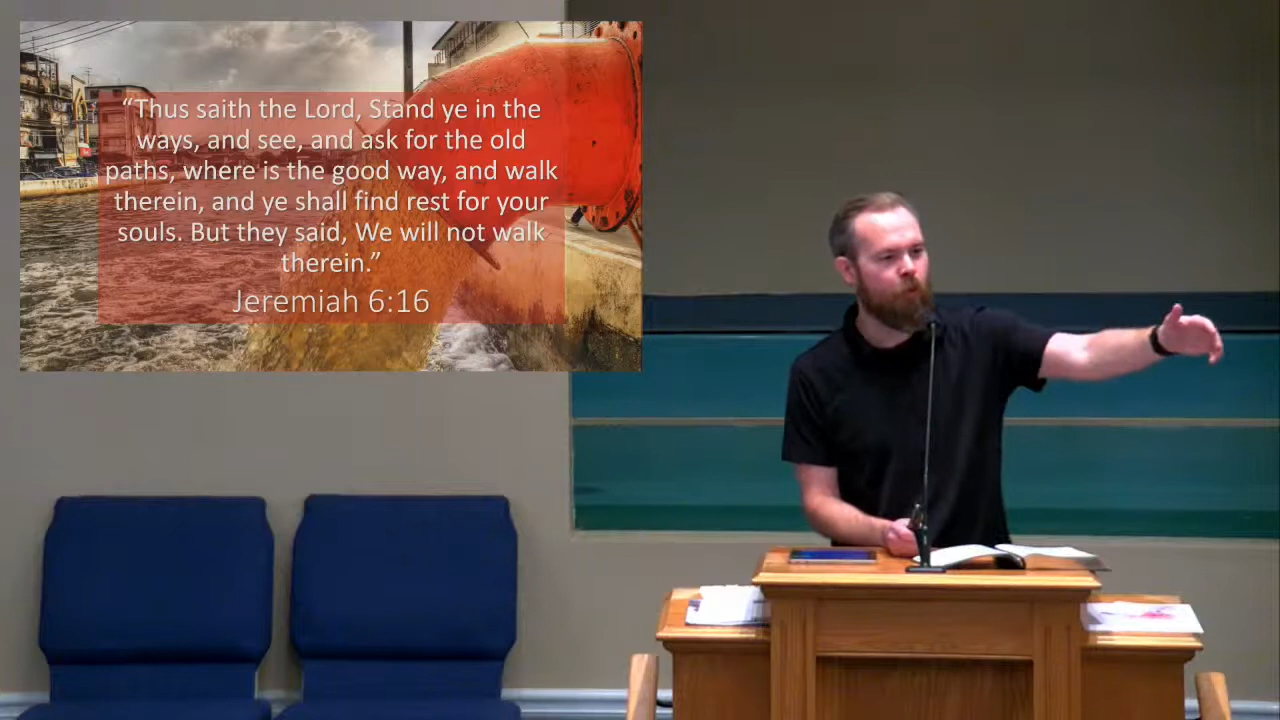 “Thus saith the Lord, Stand ye in the
ways, and see, and ask for the old
paths, where is the good way, and walk
therein, and ye shall find rest for your
souls. But they said, We will not walk
therein.”
Jeremiah 6:16